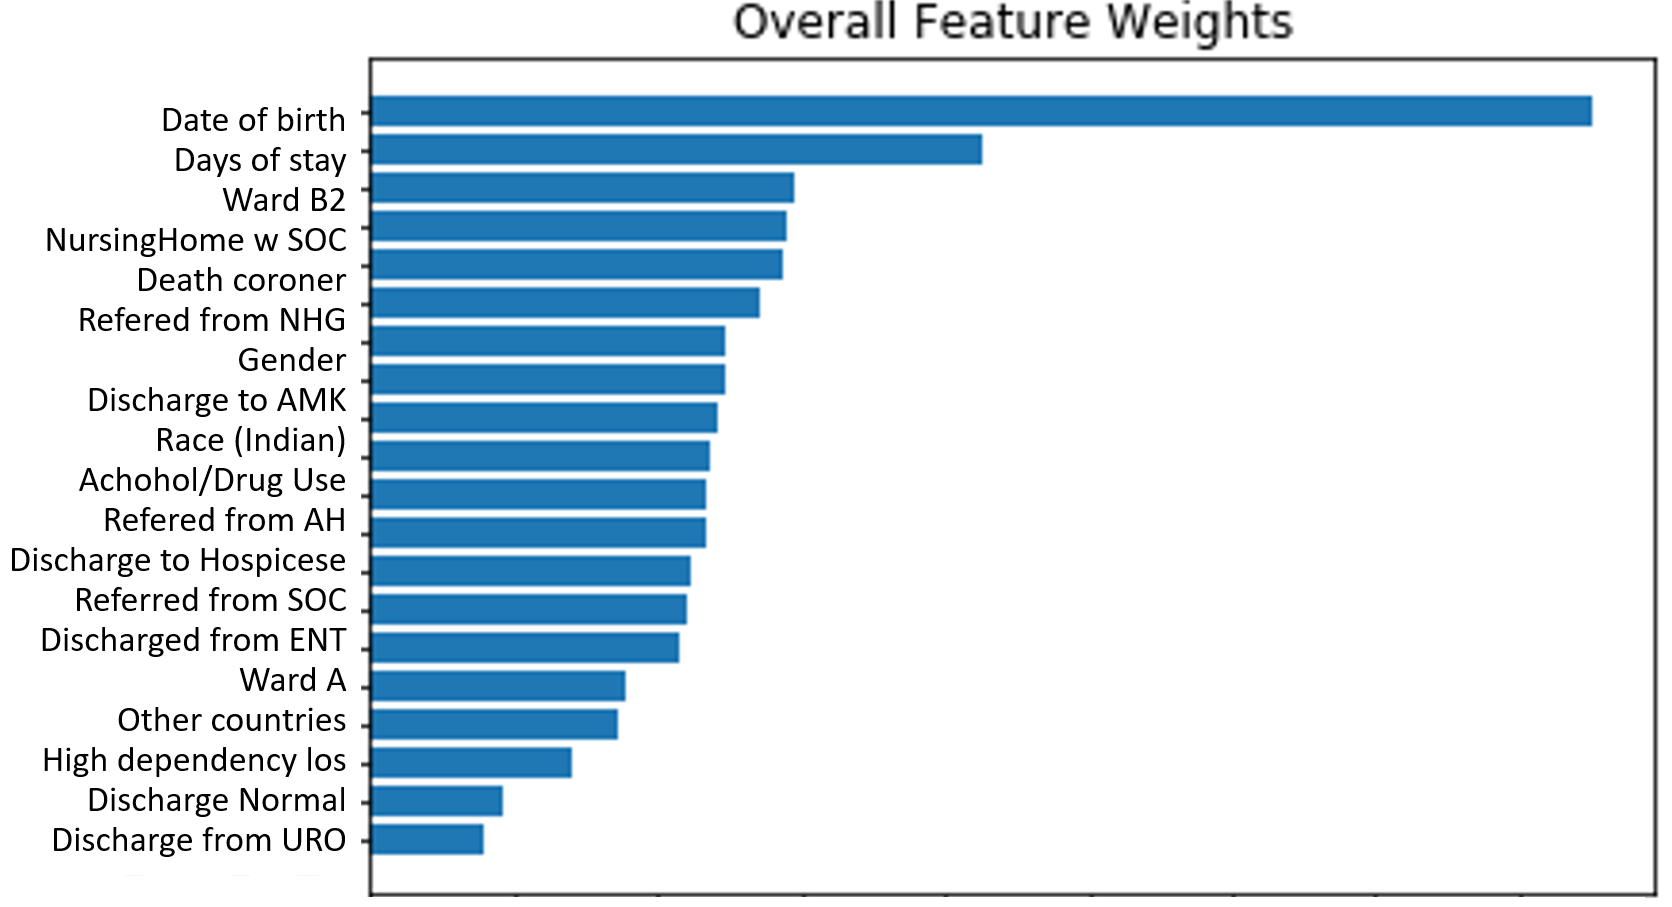 Overall Feature Weights
Date of birth
Days of stay
Ward B2
NursingHome w SOC
Death coroner
Refered from NHG
Gender
Discharge to AMK
Race (Indian)
Achohol/Drug Use
Refered from AH
Discharge to Hospicese
Referred from SOC
Discharged from ENT
Ward A
Other countries
High dependency los
Discharge Normal
Discharge from URO